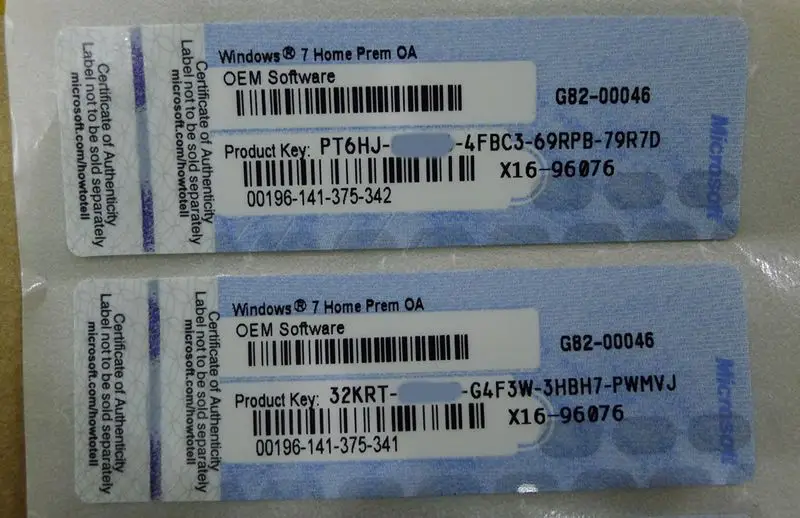 Certificate of Authenticity
Label not to be sold separately
microsoft.com/howtotell
Certificate of Authenticity
Label not to be sold separately
microsoft.com/howtotell
Windows® 7 Home Prem OA
OEM Software
GB2-00046
Product Key: PT6HJ- -4FBC3-69RPB-79R7D
X16-96076
00196-141-375-342
Microsoft
Certificate of Authenticity
Label not to be sold separately
microsoft.com/howtotell
Certificate of Authenticity
Label not to be sold separately
microsoft.com/howtotell
Windows® 7 Home Prem OA
OEM Software
GB2-00046
Product Key: 32KRT- -G4F3W-3HBH7-PWMVJ
X16-96076
00196-141-375-341
Microsoft